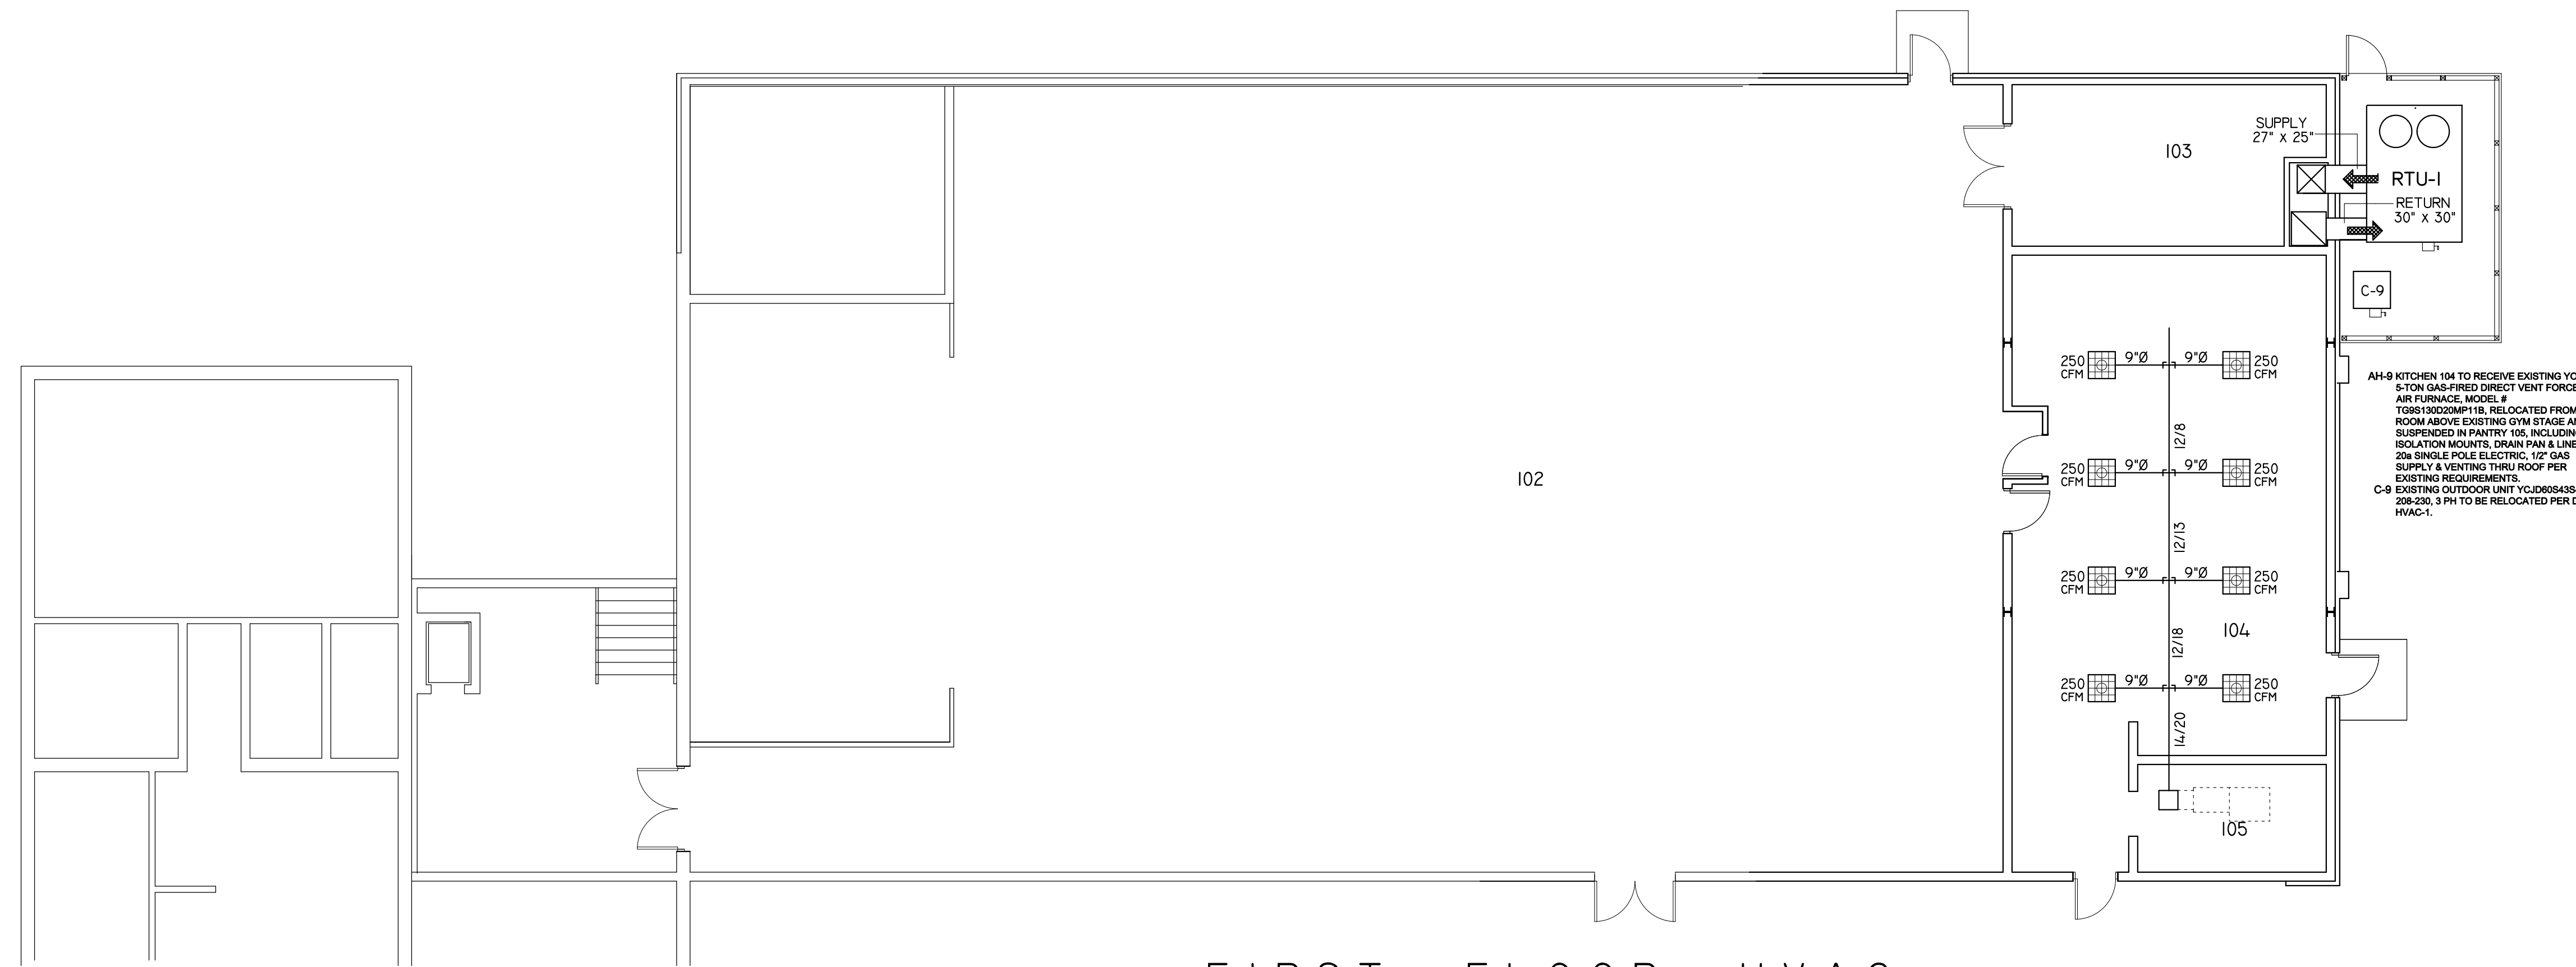 SUPPLY
27" X 25"
103
RTU-1
RETURN
30" X 30"
C-9
250 CFM 9"Ø 9"Ø 250 CFM
AH-9 KITCHEN 104 TO RECEIVE EXISTING
5-TON GAS-FIRED DIRECT VENT
AIR FURNACE, MODEL #
TG9S130D20MP11B, RELOCATED FROM
ROOM ABOVE EXISTING GYM STAGE
SUSPENDED IN PANTRY 105, INCLUDING
ISOLATION MOUNTS, DRAIN PAN &
20a SINGLE POLE ELECTRIC, 1/2" GAS
SUPPLY & VENTING THRU ROOF PER
EXISTING REQUIREMENTS.
C-9 EXISTING OUTDOOR UNIT
208-230, 3 PH TO BE RELOCATED PER
HVAC-1.
12/8
102
250 CFM 9"Ø 9"Ø 250 CFM
12/13
250 CFM 9"Ø 9"Ø 250 CFM
12/18
104
250 CFM 9"Ø 9"Ø 250 CFM
14/20
105
FIRST FLOOR HVAC